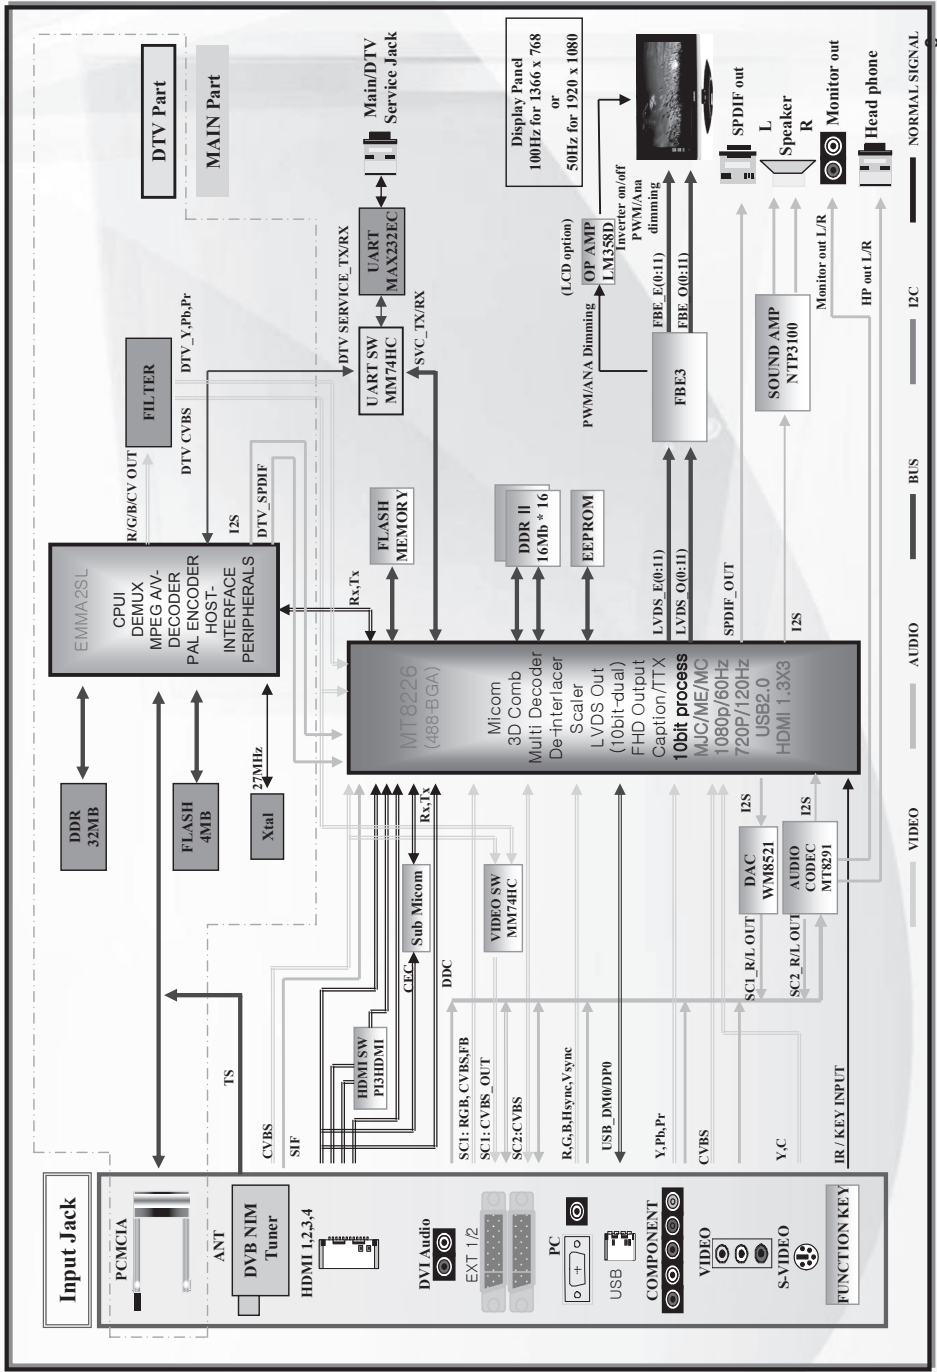 Input Jack
PCMCIA
ANT
DVB NIM
Tuner
HDMI 1,2,3,4
DVI Audio
EXT 1/2
PC
USB
COMPONENT
VIDEO
S-VIDEO
FUNCTION KEY
TS
CVBS
SIF
HDMI SW
PI3HDMI
CEC
DDC
SC1: RGB, CVBS,FB
SC1: CVBS_OUT
SC2:CVBS
R,G,B,Hsync,Vsync
USB_DM0/DP0
Y,Pb,Pr
CVBS
Y,C
IR / KEY INPUT
Sub Micom
Rx,Tx
VIDEO SW
MM74HC
SC1_R/L OUT
SC2_R/L OUT
DAC
WM8521
AUDIO
CODEC
MT8291
I2S
I2S
DDR
32MB
FLASH
4MB
Xtal
27MHz
EMMA2SL
CPUI
DEMUX
MPEG A/V-
DECODER
PAL ENCODER
HOST-
INTERFACE
PERIPHERALS
MT8226
(488-BGA)
Micom
3D Comb
Multi Decoder
De-interlacer
Scaler
LVDS Out
(10bit-dual)
FHD Output
Caption/TTX
10bit process
MJC/ME/MC
1080p/60Hz
720P/120Hz
USB2.0
HDMI 1.3X3
Rx,Tx
R/G/B/CV OUT
FILTER
DTV CVBS
DTV_Y,Pb,Pr
I2S
DTV_SPDIF
FLASH
MEMORY
DDR II
16Mb * 16
EEPROM
LVDS_E(0:11)
LVDS_O(0:11)
SPDIF_OUT
I2S
UART SW
MM74HC
SVC_TX/RX
DTV SERVICE_TX/RX
UART
MAX232EC
Main/DTV
Service Jack
DTV Part
MAIN Part
FBE3
PWM/ANA Dimming
FBE_E(0:11)
FBE_O(0:11)
(LCD option)
OP AMP
LM358D
Inverter on/off
PWM/Ana
dimming
Display Panel
100Hz for 1366 x 768
or
50Hz for 1920 x 1080
SOUND AMP
NTP3100
Monitor out L/R
HP out L/R
SPDIF out
L
Speaker
R
Monitor out
Head phone
VIDEO
AUDIO
BUS
I2C
NORMAL SIGNAL